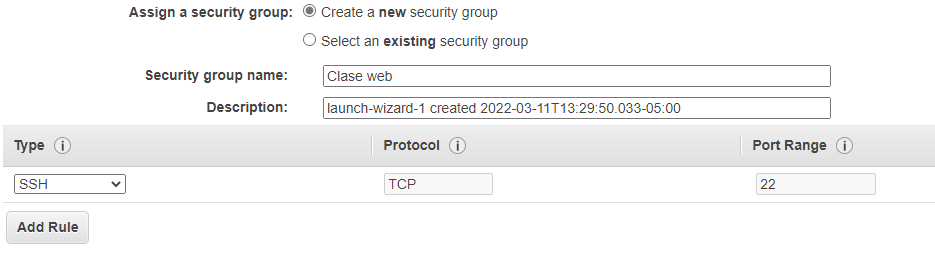 Assign a security group: Create a new security group
Select an existing security group
Security group name: Clase web
Description: launch-wizard-1 created 2022-03-11T13:29:50.033-05:00
Type i Protocol i Port Range i
SSH TCP 22
Add Rule